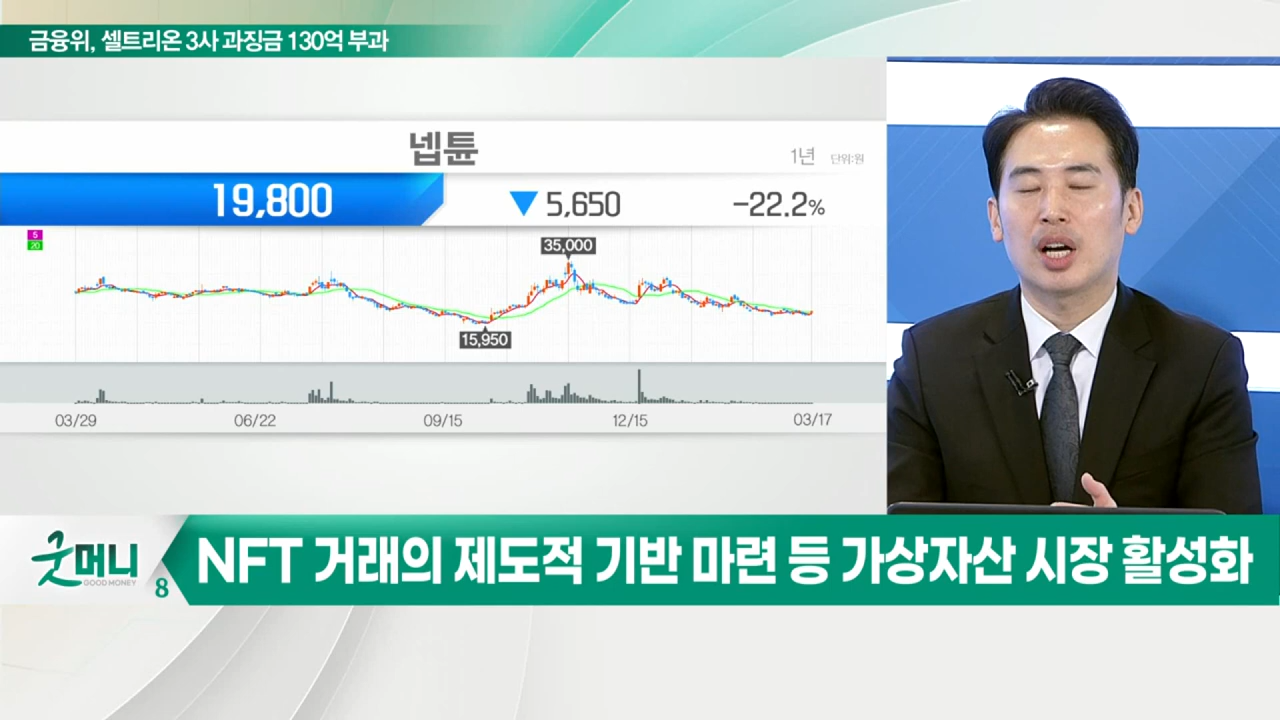 금융위, 셀트리온 3사 과징금 130억 부과
넵튠
1년 단위:원
19,800 ▼ 5,650 -22.2%
5
20
35,000
15,950
03/29 06/22 09/15 12/15 03/17
굿머니
GOOD MONEY
8
NFT 거래의 제도적 기반 마련 등 가상자산 시장 활성화